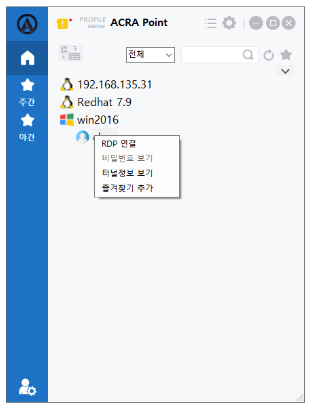 PROFILE
name
ACRA Point
전체
주간
야간
192.168.135.31
Redhat 7.9
win2016
RDP 연결
비밀번호 보기
터널정보 보기
즐겨찾기 추가